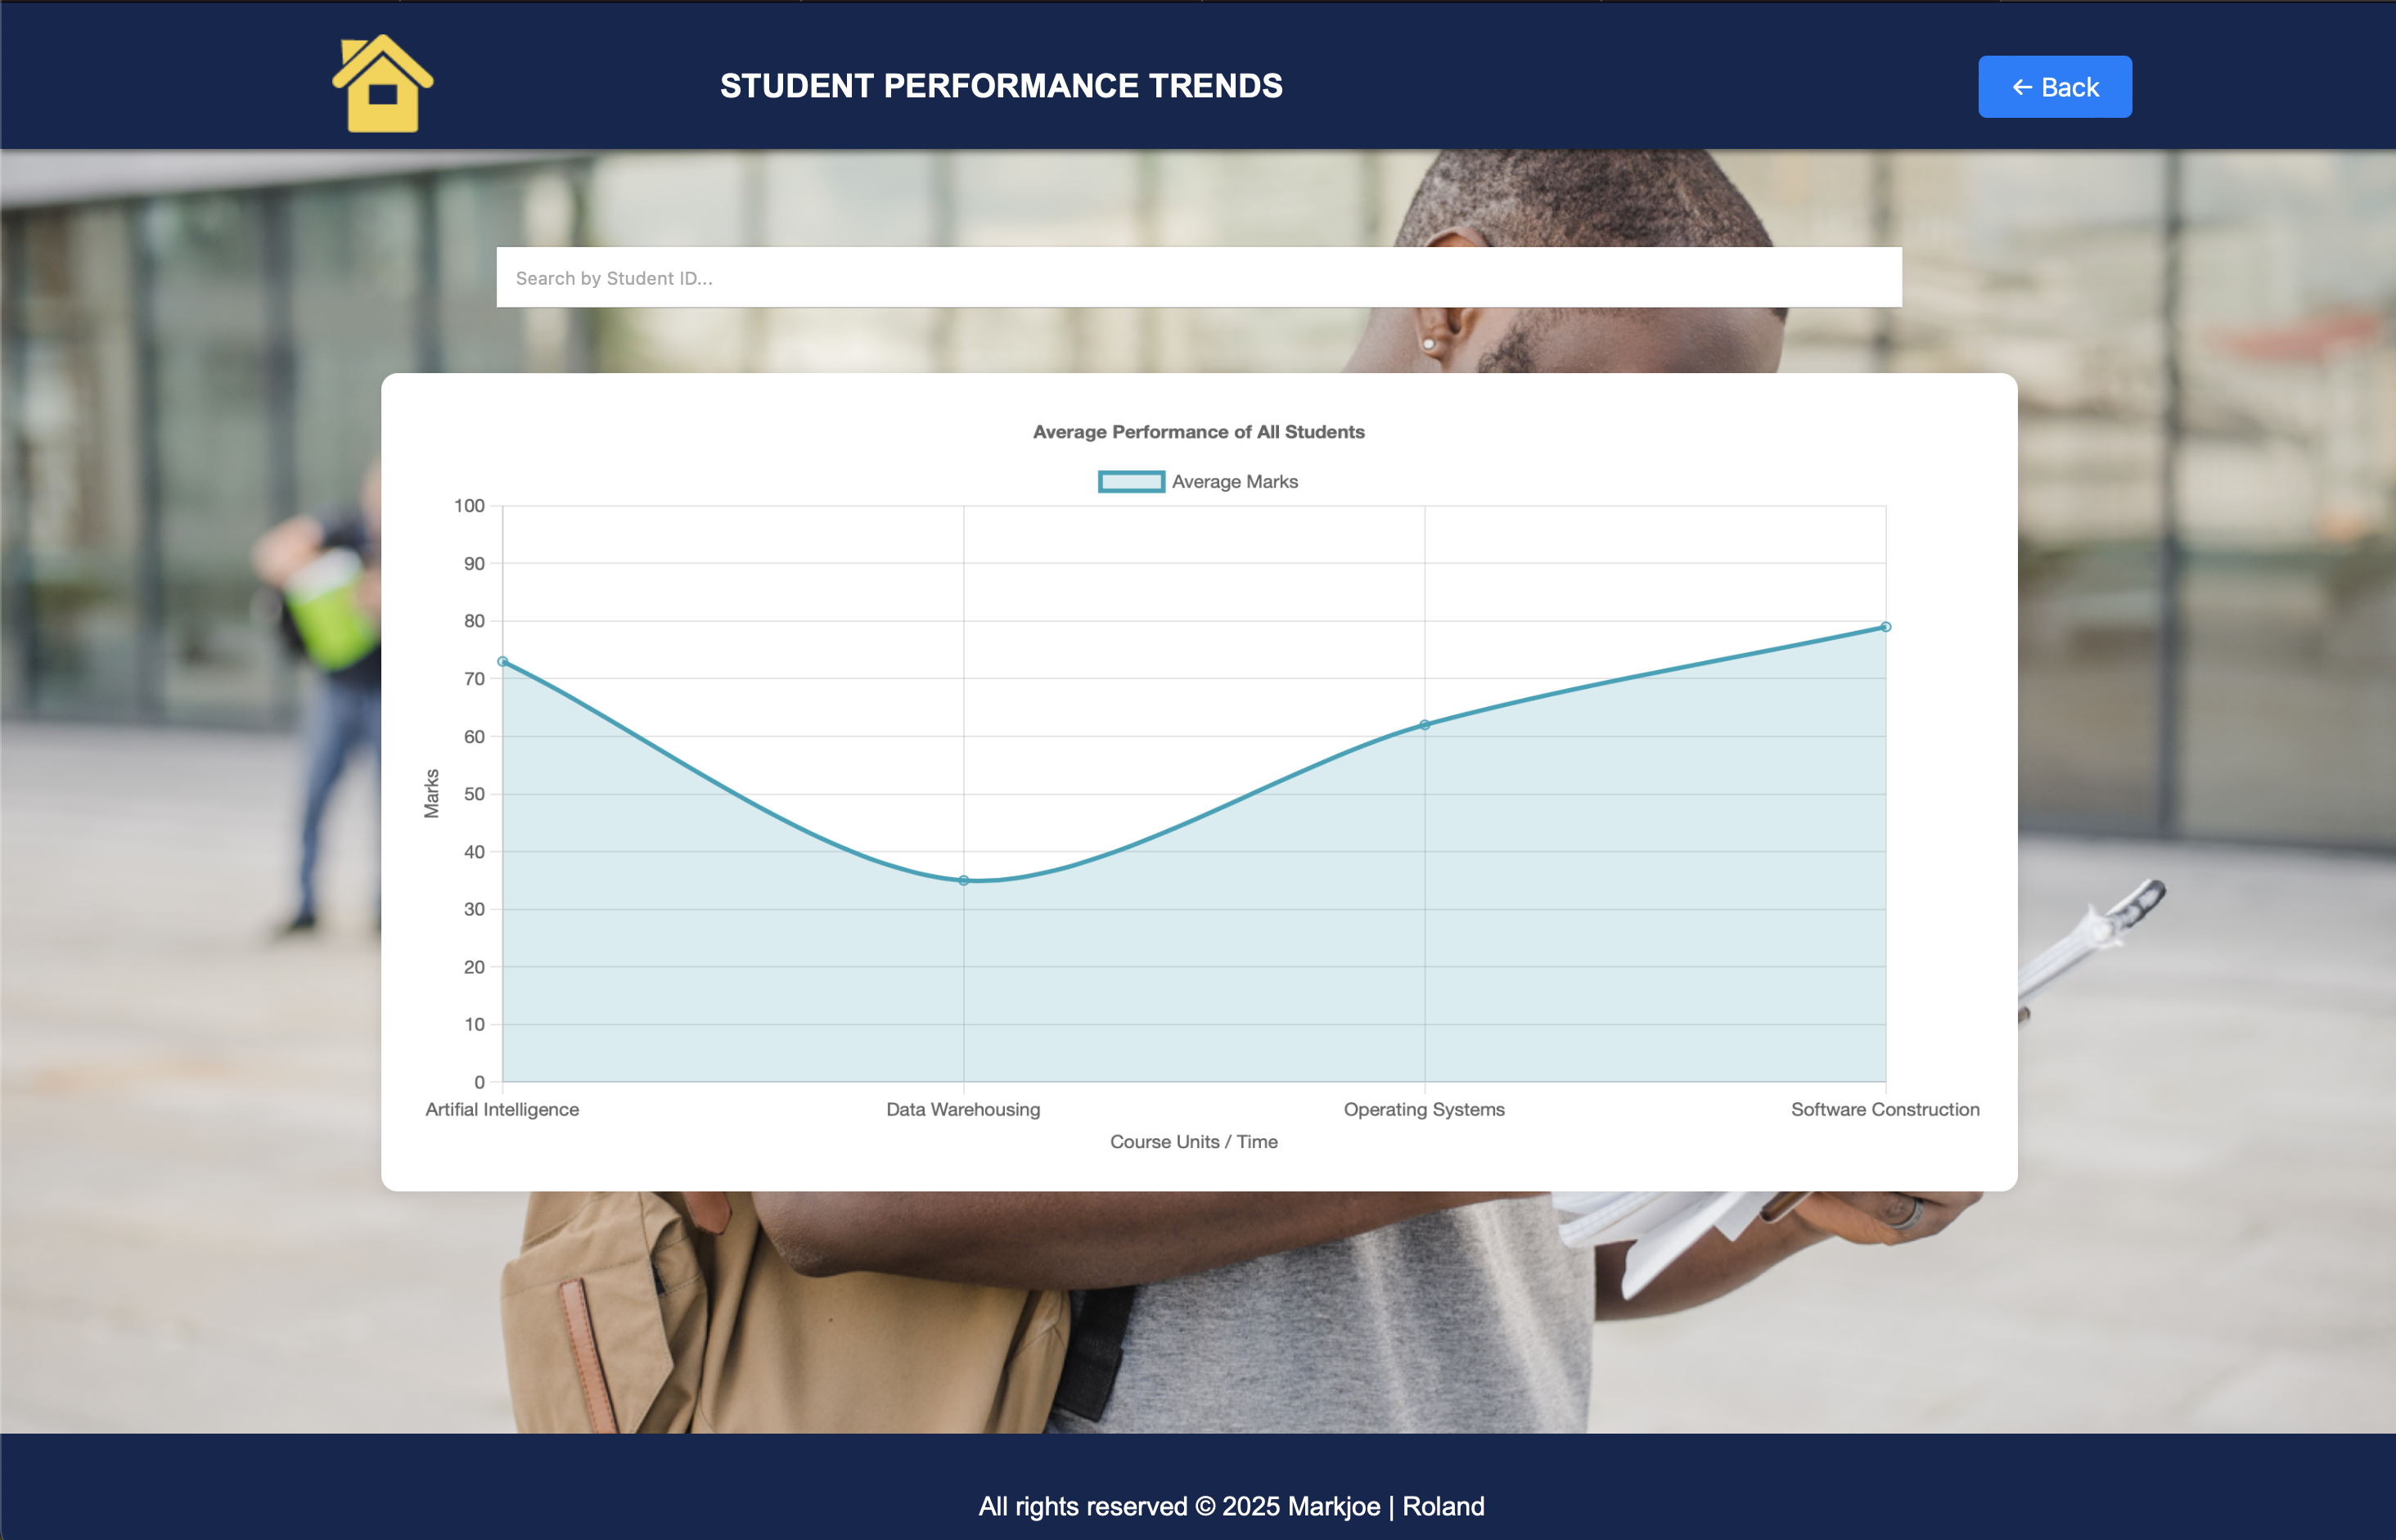 STUDENT PERFORMANCE TRENDS
← Back
Search by Student ID...
Average Performance of All Students
Average Marks
100
90
80
70
60
50
40
30
20
10
0
Marks
Artifial Intelligence
Data Warehousing
Operating Systems
Software Construction
Course Units / Time
All rights reserved © 2025 Markjoe | Roland